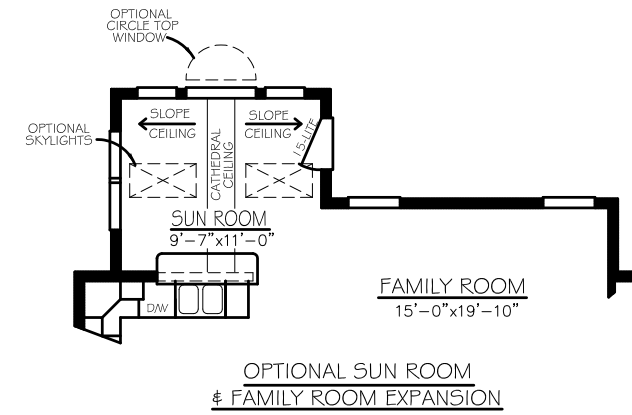 OPTIONAL
CIRCLE TOP
WINDOW
SLOPE
CEILING
SLOPE
CEILING
15-LITE
OPTIONAL
SKYLIGHTS
CATHEDRAL
CEILING
SUN ROOM
9'-7"x11'-0"
FAMILY ROOM
15'-0"x19'-10"
D/W
OPTIONAL SUN ROOM
& FAMILY ROOM EXPANSION